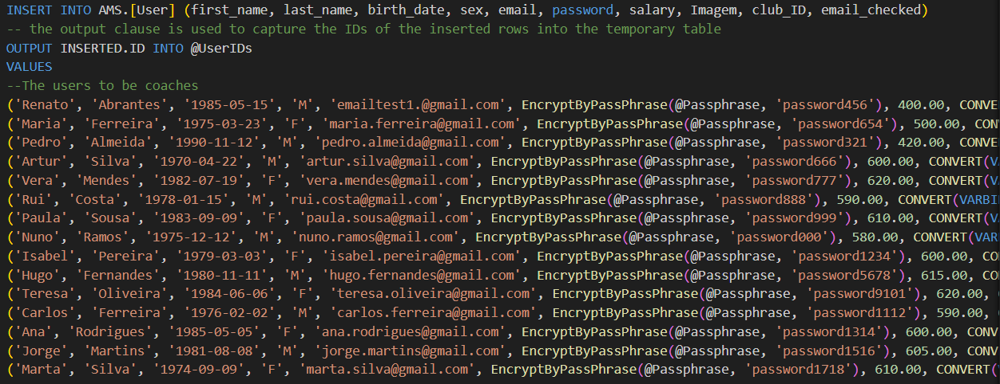 INSERT INTO AMS.[User] (first_name, last_name, birth_date, sex, email, password, salary, Imagem, club_ID, email_checked)
-- the output clause is used to capture the IDs of the inserted rows into the temporary table
OUTPUT INSERTED.ID INTO @UserIDs
VALUES
--The users to be coaches
('Renato', 'Abrantes', '1985-05-15', 'M', 'emailtest1.@gmail.com', EncryptByPassPhrase(@Passphrase, 'password456'), 400.00, CONVE
('Maria', 'Ferreira', '1975-03-23', 'F', 'maria.ferreira@gmail.com', EncryptByPassPhrase(@Passphrase, 'password654'), 500.00, CON
('Pedro', 'Almeida', '1990-11-12', 'M', 'pedro.almeida@gmail.com', EncryptByPassPhrase(@Passphrase, 'password321'), 420.00, CONVE
('Artur', 'Silva', '1970-04-22', 'M', 'artur.silva@gmail.com', EncryptByPassPhrase(@Passphrase, 'password666'), 600.00, CONVERT(VA
('Vera', 'Mendes', '1982-07-19', 'F', 'vera.mendes@gmail.com', EncryptByPassPhrase(@Passphrase, 'password777'), 620.00, CONVERT(VA
('Rui', 'Costa', '1978-01-15', 'M', 'rui.costa@gmail.com', EncryptByPassPhrase(@Passphrase, 'password888'), 590.00, CONVERT(VARBI
('Paula', 'Sousa', '1983-09-09', 'F', 'paula.sousa@gmail.com', EncryptByPassPhrase(@Passphrase, 'password999'), 610.00, CONVERT(VA
('Nuno', 'Ramos', '1975-12-12', 'M', 'nuno.ramos@gmail.com', EncryptByPassPhrase(@Passphrase, 'password000'), 580.00, CONVERT(VAR
('Isabel', 'Pereira', '1979-03-03', 'F', 'isabel.pereira@gmail.com', EncryptByPassPhrase(@Passphrase, 'password1234'), 600.00, CO
('Hugo', 'Fernandes', '1980-11-11', 'M', 'hugo.fernandes@gmail.com', EncryptByPassPhrase(@Passphrase, 'password5678'), 615.00, CO
('Teresa', 'Oliveira', '1984-06-06', 'F', 'teresa.oliveira@gmail.com', EncryptByPassPhrase(@Passphrase, 'password9101'), 620.00,
('Carlos', 'Ferreira', '1976-02-02', 'M', 'carlos.ferreira@gmail.com', EncryptByPassPhrase(@Passphrase, 'password1112'), 590.00,
('Ana', 'Rodrigues', '1985-05-05', 'F', 'ana.rodrigues@gmail.com', EncryptByPassPhrase(@Passphrase, 'password1314'), 600.00, CONV
('Jorge', 'Martins', '1981-08-08', 'M', 'jorge.martins@gmail.com', EncryptByPassPhrase(@Passphrase, 'password1516'), 605.00, CONV
('Marta', 'Silva', '1974-09-09', 'F', 'marta.silva@gmail.com', EncryptByPassPhrase(@Passphrase, 'password1718'), 610.00, CONVERT(